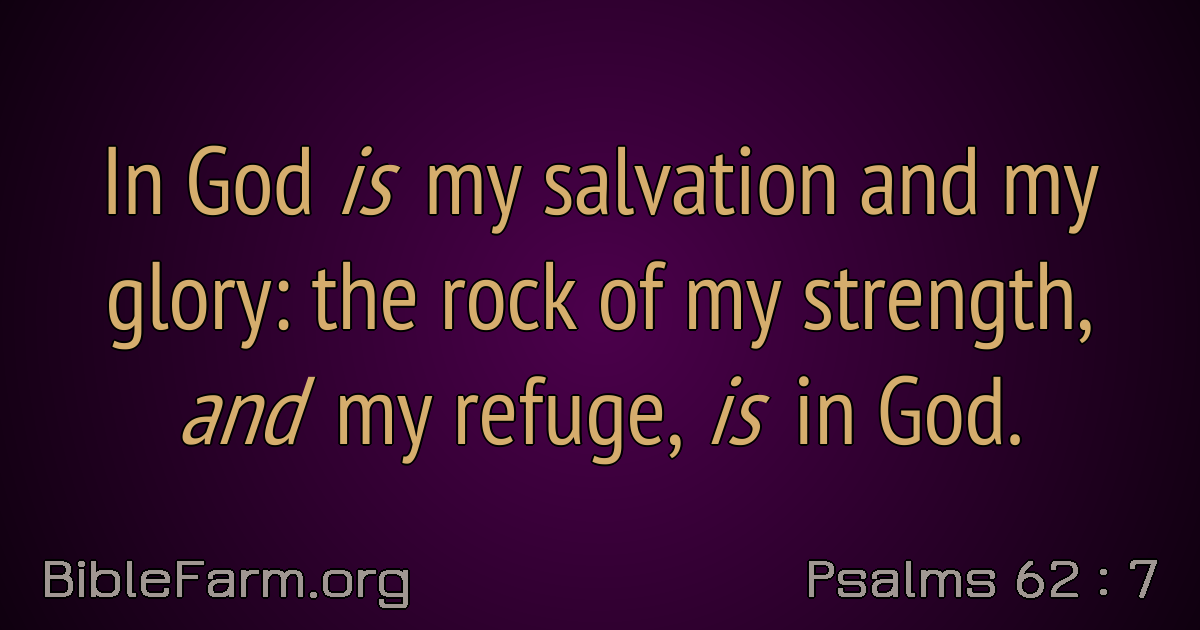 In God is my salvation and my
glory: the rock of my strength,
and my refuge, is in God.
BibleFarm.org
Psalms 62 : 7